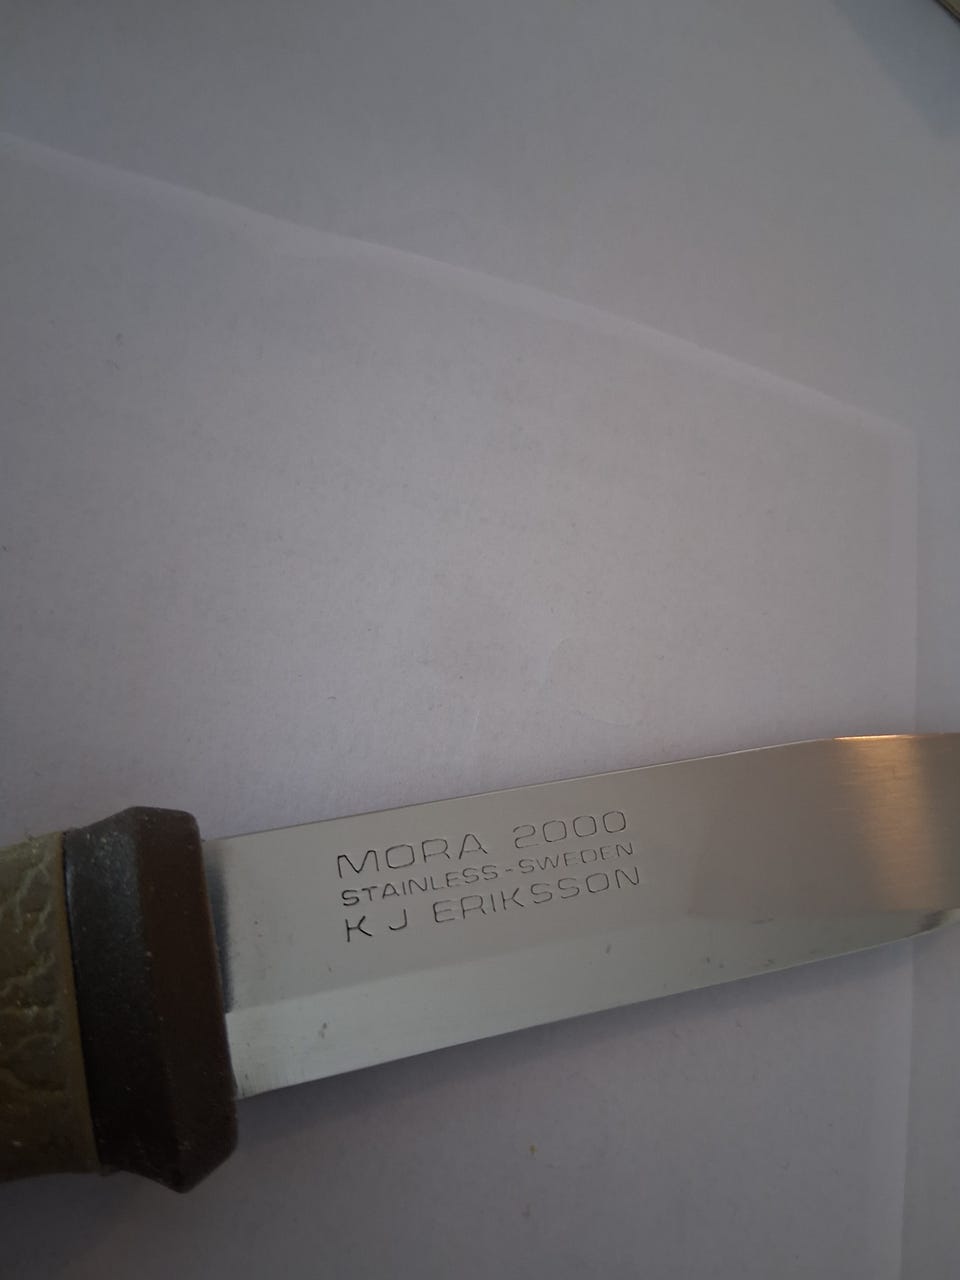 MORA 2000
STAINLESS-SWEDEN
K J ERIKSSON